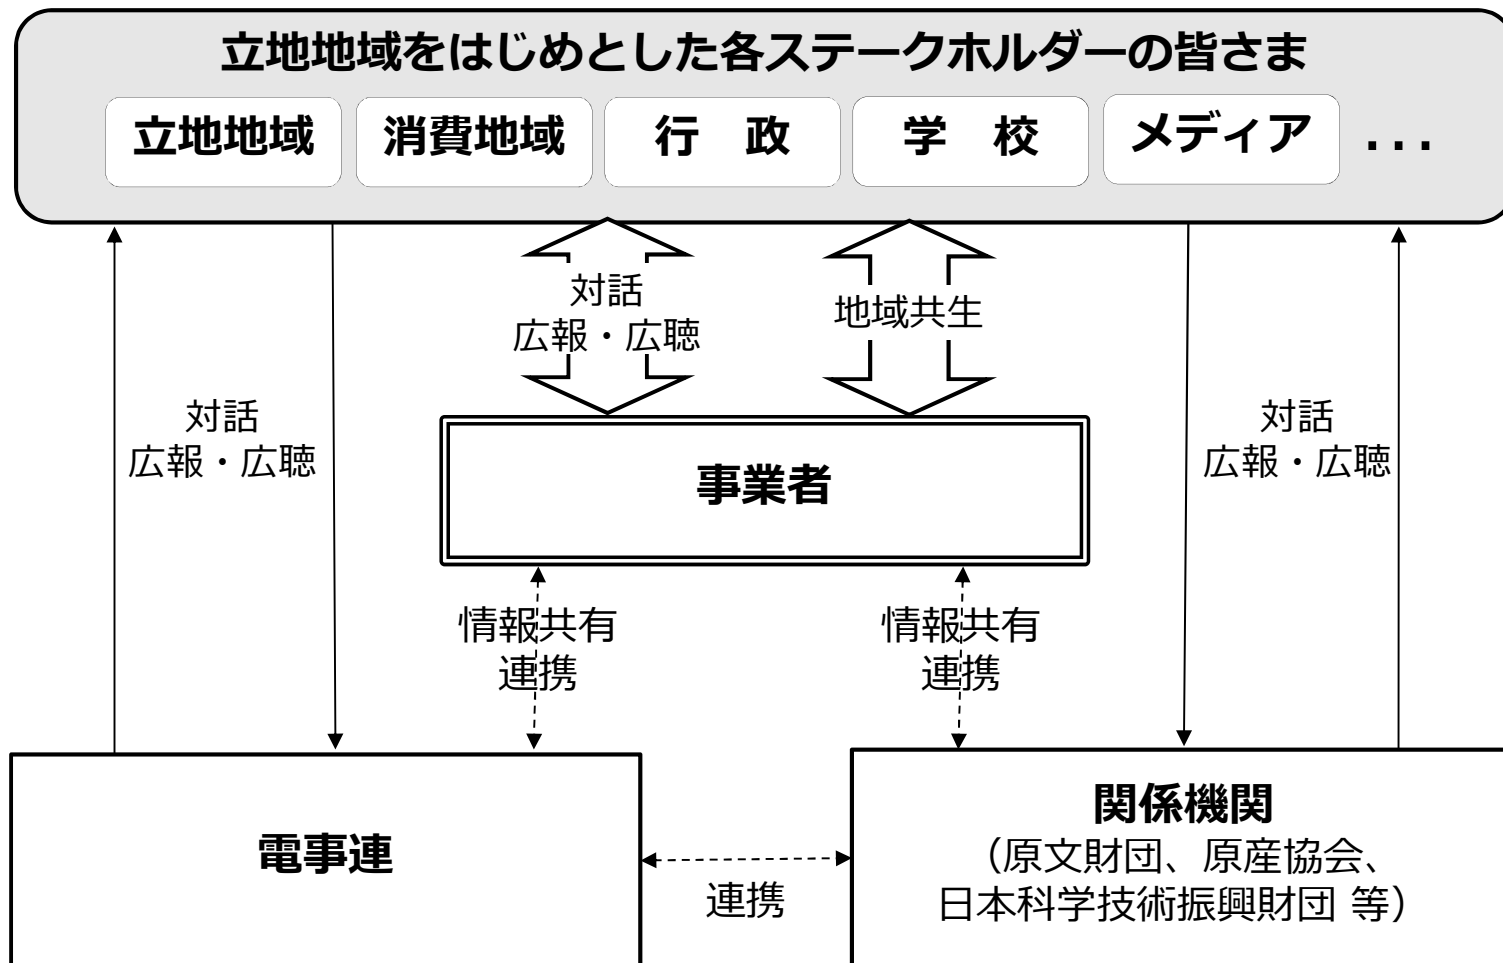 立地地域をはじめとした各ステークホルダーの皆さま
立地地域
消費地域
行　政
学　校
メディア
...
対話
広報・広聴
地域共生
対話
広報・広聴
対話
広報・広聴
事業者
情報共有
連携
情報共有
連携
電事連
連携
関係機関
（原文財団、原産協会、
日本科学技術振興財団 等）